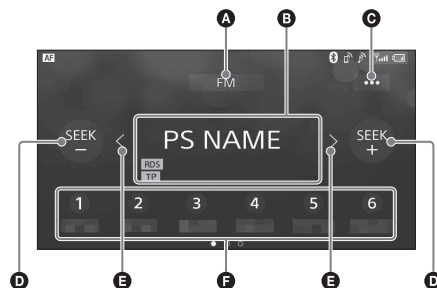 A B C
AF
FM
SEEK
−
PS NAME
RDS
TP
SEEK
+
1 2 3 4 5 6
D E F E D